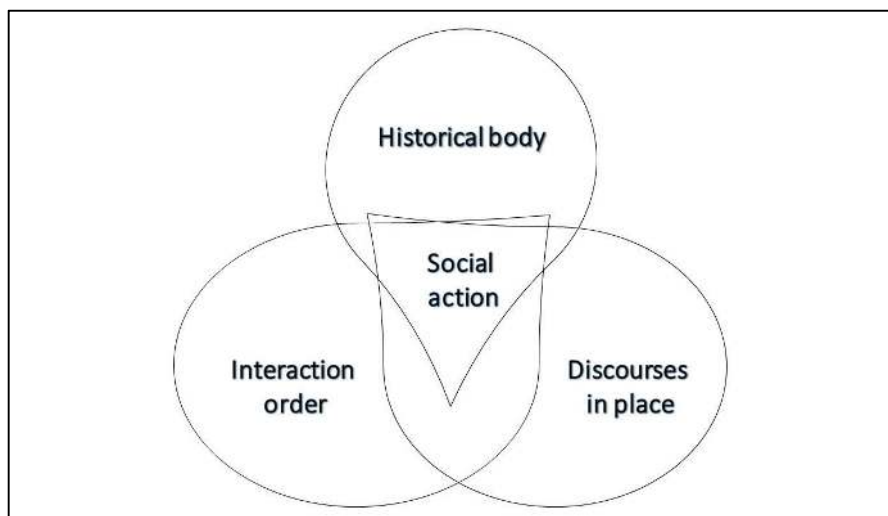 Historical body
Social
action
Interaction
order
Discourses
in place